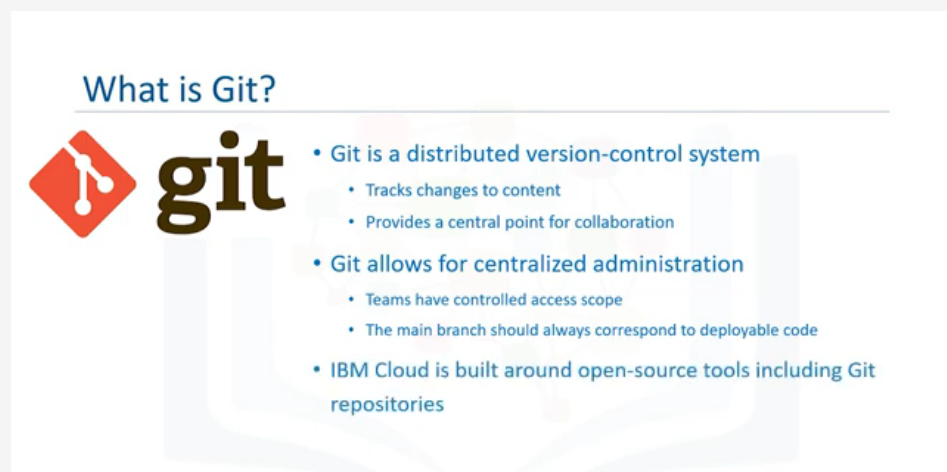 What is Git?
git
• Git is a distributed version-control system
• Tracks changes to content
• Provides a central point for collaboration
• Git allows for centralized administration
• Teams have controlled access scope
• The main branch should always correspond to deployable code
• IBM Cloud is built around open-source tools including Git
repositories